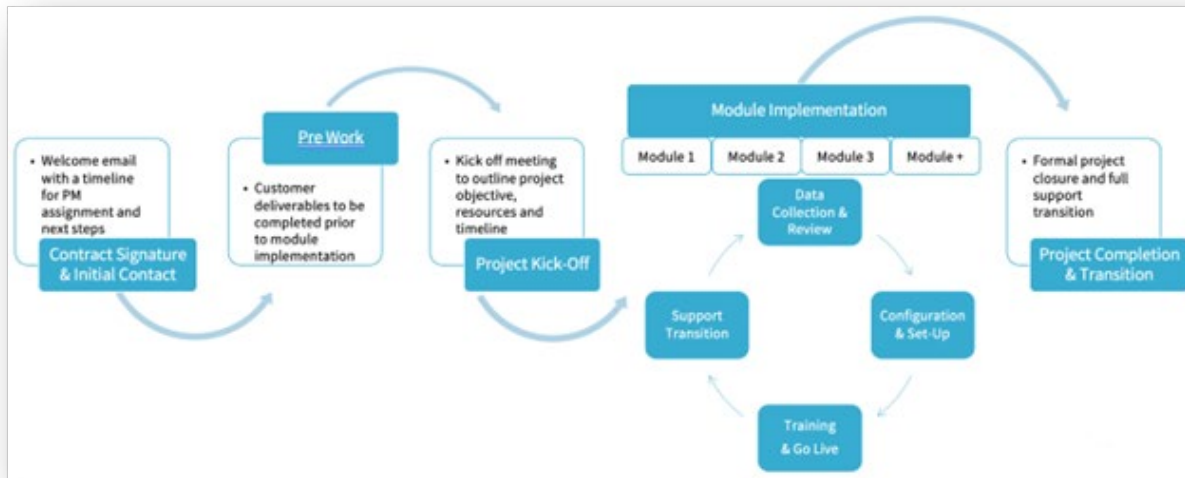 • Welcome email
with a timeline
for PM
assignment and
next steps
Contract Signature
& Initial Contact
Pre Work
• Customer
deliverables to be
completed prior
to module
implementation
• Kick off meeting
to outline project
objective,
resources and
timeline
Project Kick-Off
Module Implementation
Module 1
Module 2
Module 3
Module +
Data
Collection &
Review
Configuration
& Set-Up
Training
& Go Live
Support
Transition
• Formal project
closure and full
support
transition
Project Completion
& Transition